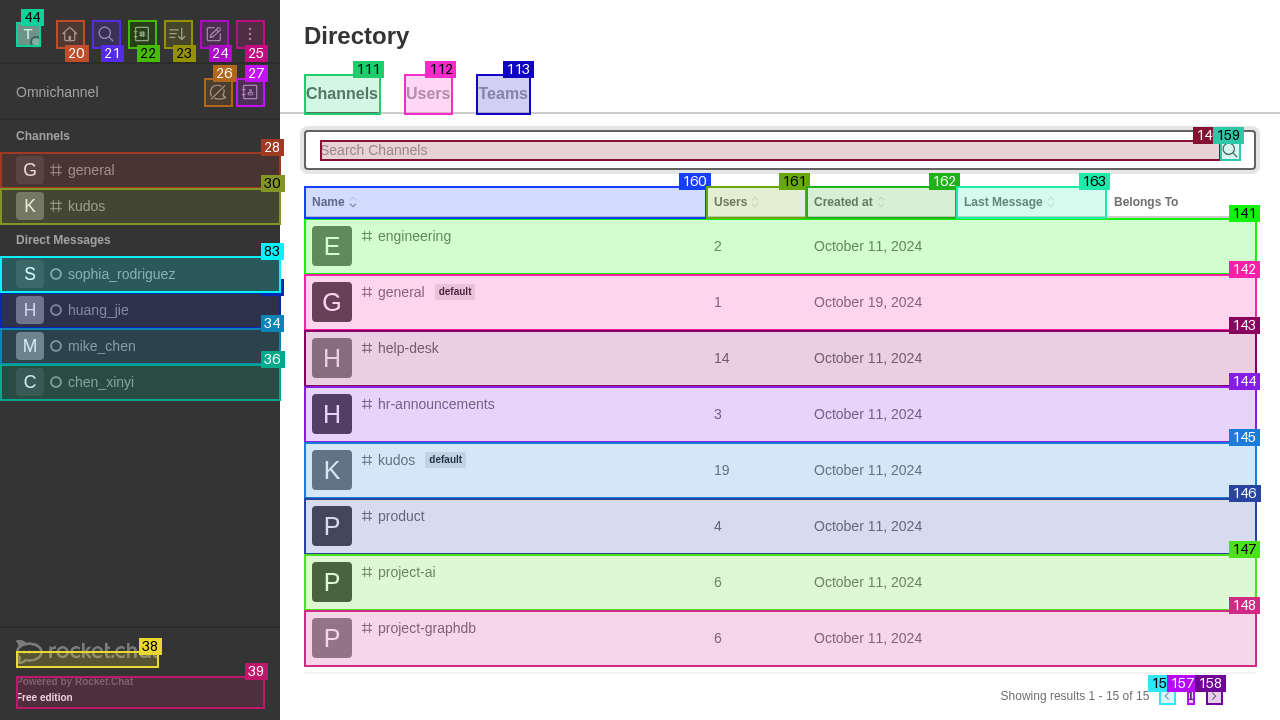 44
T
20 21 22 23 24 25
26 27
Omnichannel
Channels
28
G general
30
K kudos
Direct Messages
83
S sophia_rodriguez
H huang_jie
34
M mike_chen
36
C chen_xinyi
38
rocket.chat
39
Powered by Rocket.Chat
Free edition
Directory
111 112 113
Channels Users Teams
14 159
Search Channels
160 161 162 163
Name Users Created at Last Message Belongs To
141
E engineering 2 October 11, 2024
142
G general default 1 October 19, 2024
143
H help-desk 14 October 11, 2024
144
H hr-announcements 3 October 11, 2024
145
K kudos default 19 October 11, 2024
146
P product 4 October 11, 2024
147
P project-ai 6 October 11, 2024
148
P project-graphdb 6 October 11, 2024
15 157 158
Showing results 1 - 15 of 15 1